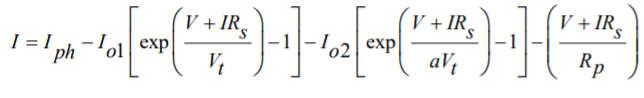 I = I_ph − I_o1 [ exp( (V + IR_s) / V_t ) − 1 ] − I_o2 [ exp( (V + IR_s) / aV_t ) − 1 ] − ( (V + IR_s) / R_p )